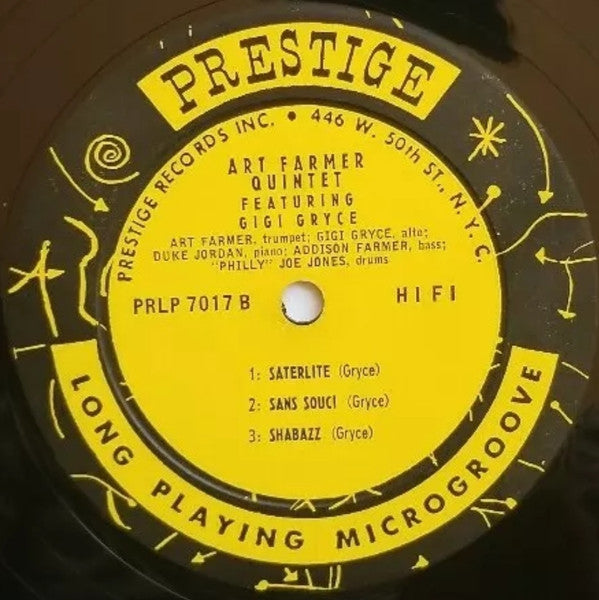 PRESTIGE
PRESTIGE RECORDS INC. • 446 W. 50th ST., N. Y. C.
ART FARMER
QUINTET
FEATURING
GIGI GRYCE
ART FARMER, trumpet; GIGI GRYCE, alto;
DUKE JORDAN, piano; ADDISON FARMER, bass;
"PHILLY" JOE JONES, drums
PRLP 7017 B
HI FI
1: SATERLITE (Gryce)
2: SANS SOUCI (Gryce)
3: SHABAZZ (Gryce)
LONG PLAYING MICROGROOVE